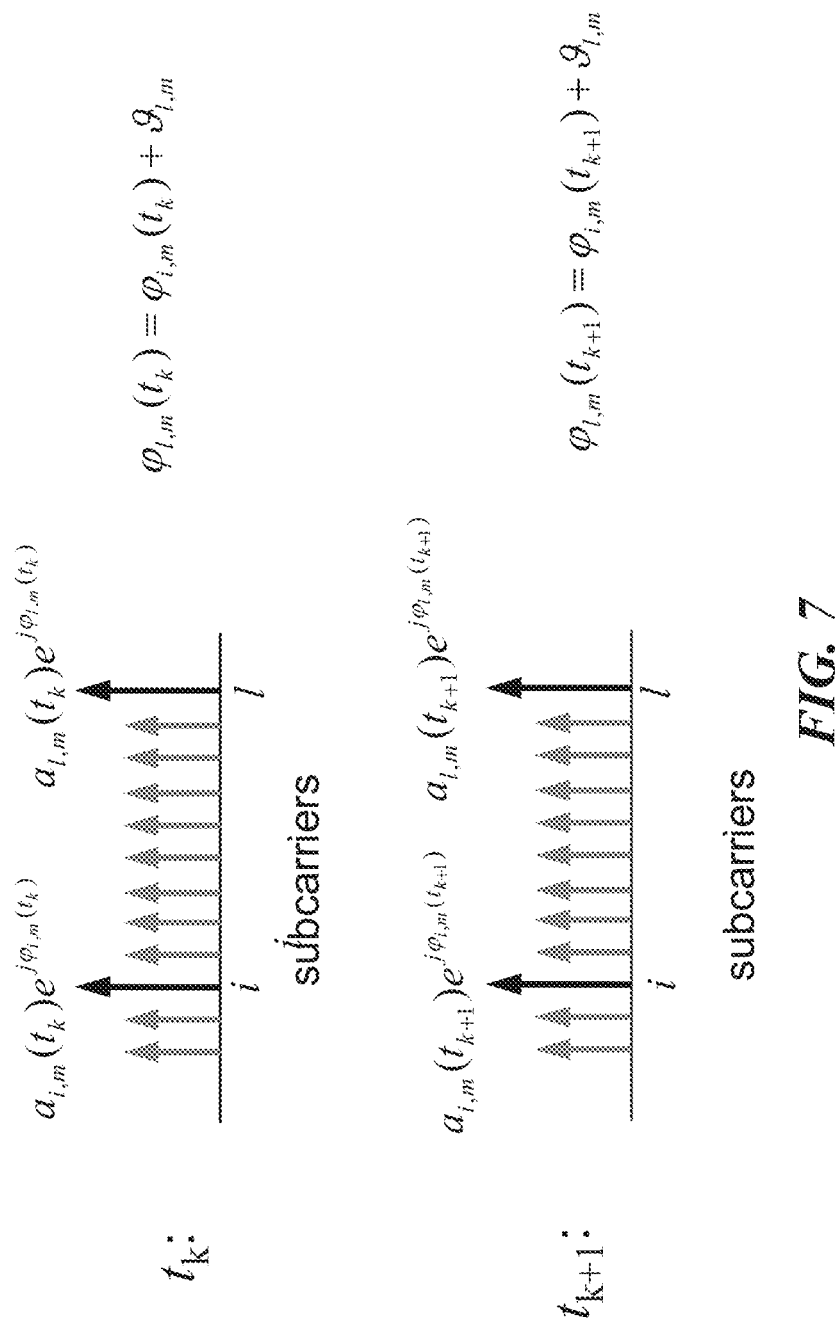 a_{i,m}(t_k)e^{jφ_{i,m}(t_k)} a_{l,m}(t_k)e^{jφ_{l,m}(t_k)}
t_k: φ_{l,m}(t_k) = φ_{i,m}(t_k) + ϑ_{l,m}
i l
subcarriers
a_{i,m}(t_{k+1})e^{jφ_{i,m}(t_{k+1})} a_{l,m}(t_{k+1})e^{jφ_{l,m}(t_{k+1})}
t_{k+1}: φ_{l,m}(t_{k+1}) = φ_{i,m}(t_{k+1}) + ϑ_{l,m}
i l
subcarriers
FIG. 7